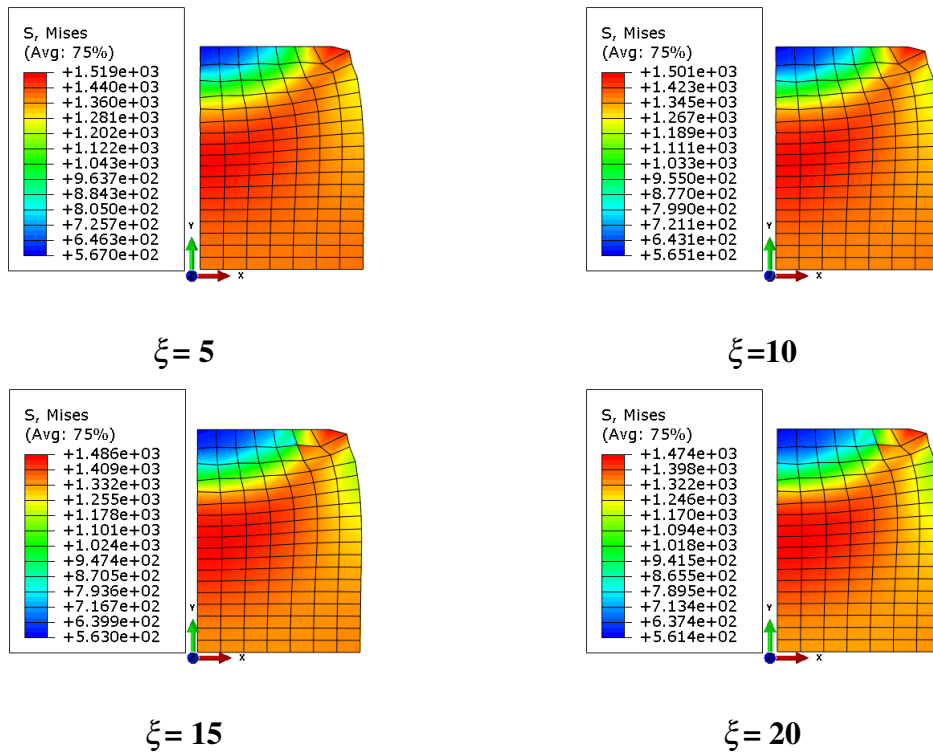 S, Mises
(Avg: 75%)
+1.519e+03
+1.440e+03
+1.360e+03
+1.281e+03
+1.202e+03
+1.122e+03
+1.043e+03
+9.637e+02
+8.843e+02
+8.050e+02
+7.257e+02
+6.463e+02
+5.670e+02
Y
Z
X
ξ= 5
S, Mises
(Avg: 75%)
+1.501e+03
+1.423e+03
+1.345e+03
+1.267e+03
+1.189e+03
+1.111e+03
+1.033e+03
+9.550e+02
+8.770e+02
+7.990e+02
+7.211e+02
+6.431e+02
+5.651e+02
Y
Z
X
ξ=10
S, Mises
(Avg: 75%)
+1.486e+03
+1.409e+03
+1.332e+03
+1.255e+03
+1.178e+03
+1.101e+03
+1.024e+03
+9.474e+02
+8.705e+02
+7.936e+02
+7.167e+02
+6.399e+02
+5.630e+02
Y
Z
X
ξ= 15
S, Mises
(Avg: 75%)
+1.474e+03
+1.398e+03
+1.322e+03
+1.246e+03
+1.170e+03
+1.094e+03
+1.018e+03
+9.415e+02
+8.655e+02
+7.895e+02
+7.134e+02
+6.374e+02
+5.614e+02
Y
Z
X
ξ= 20